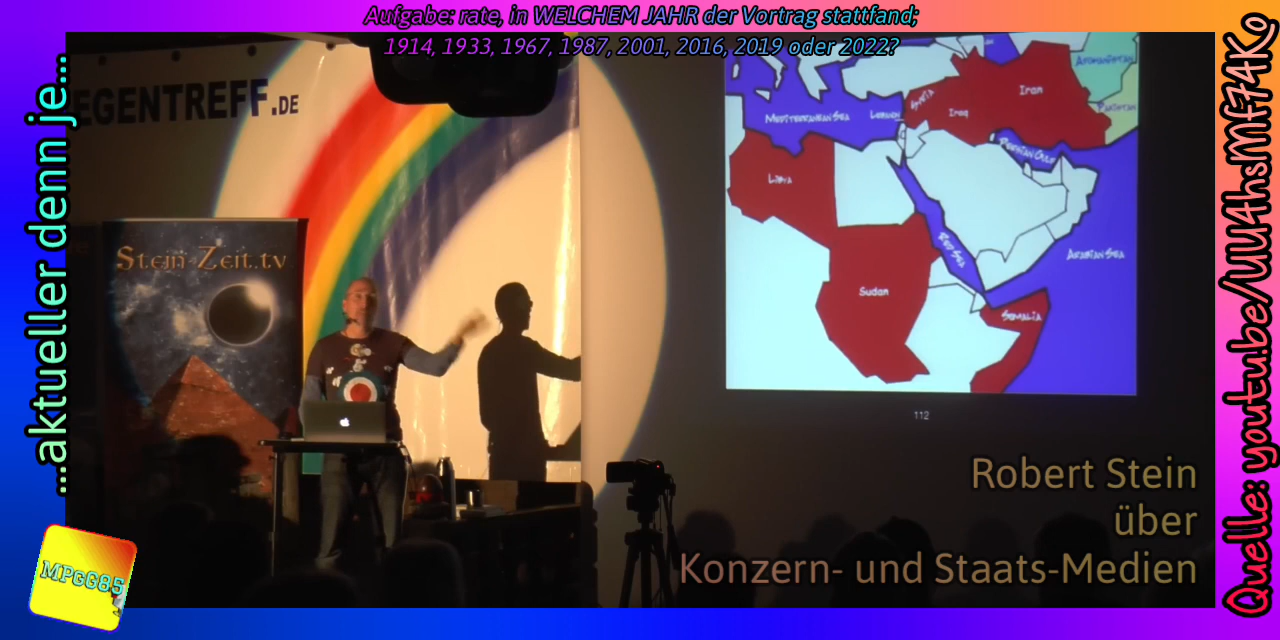 Aufgabe: rate, in WELCHEM JAHR der Vortrag stattfand;
1914, 1933, 1967, 1987, 2001, 2016, 2019 oder 2022?
...aktueller denn je...
EGENTREFF.DE
Stein-Zeit.tv
Mediterranean Sea
Lebanon
Syria
Iraq
Iran
Afghanistan
Pakistan
Persian Gulf
Libya
Red Sea
Arabian Sea
Sudan
Somalia
112
Robert Stein
über
Konzern- und Staats-Medien
MPGG85
Quelle: youtu.be/UU4hsMf74Ko